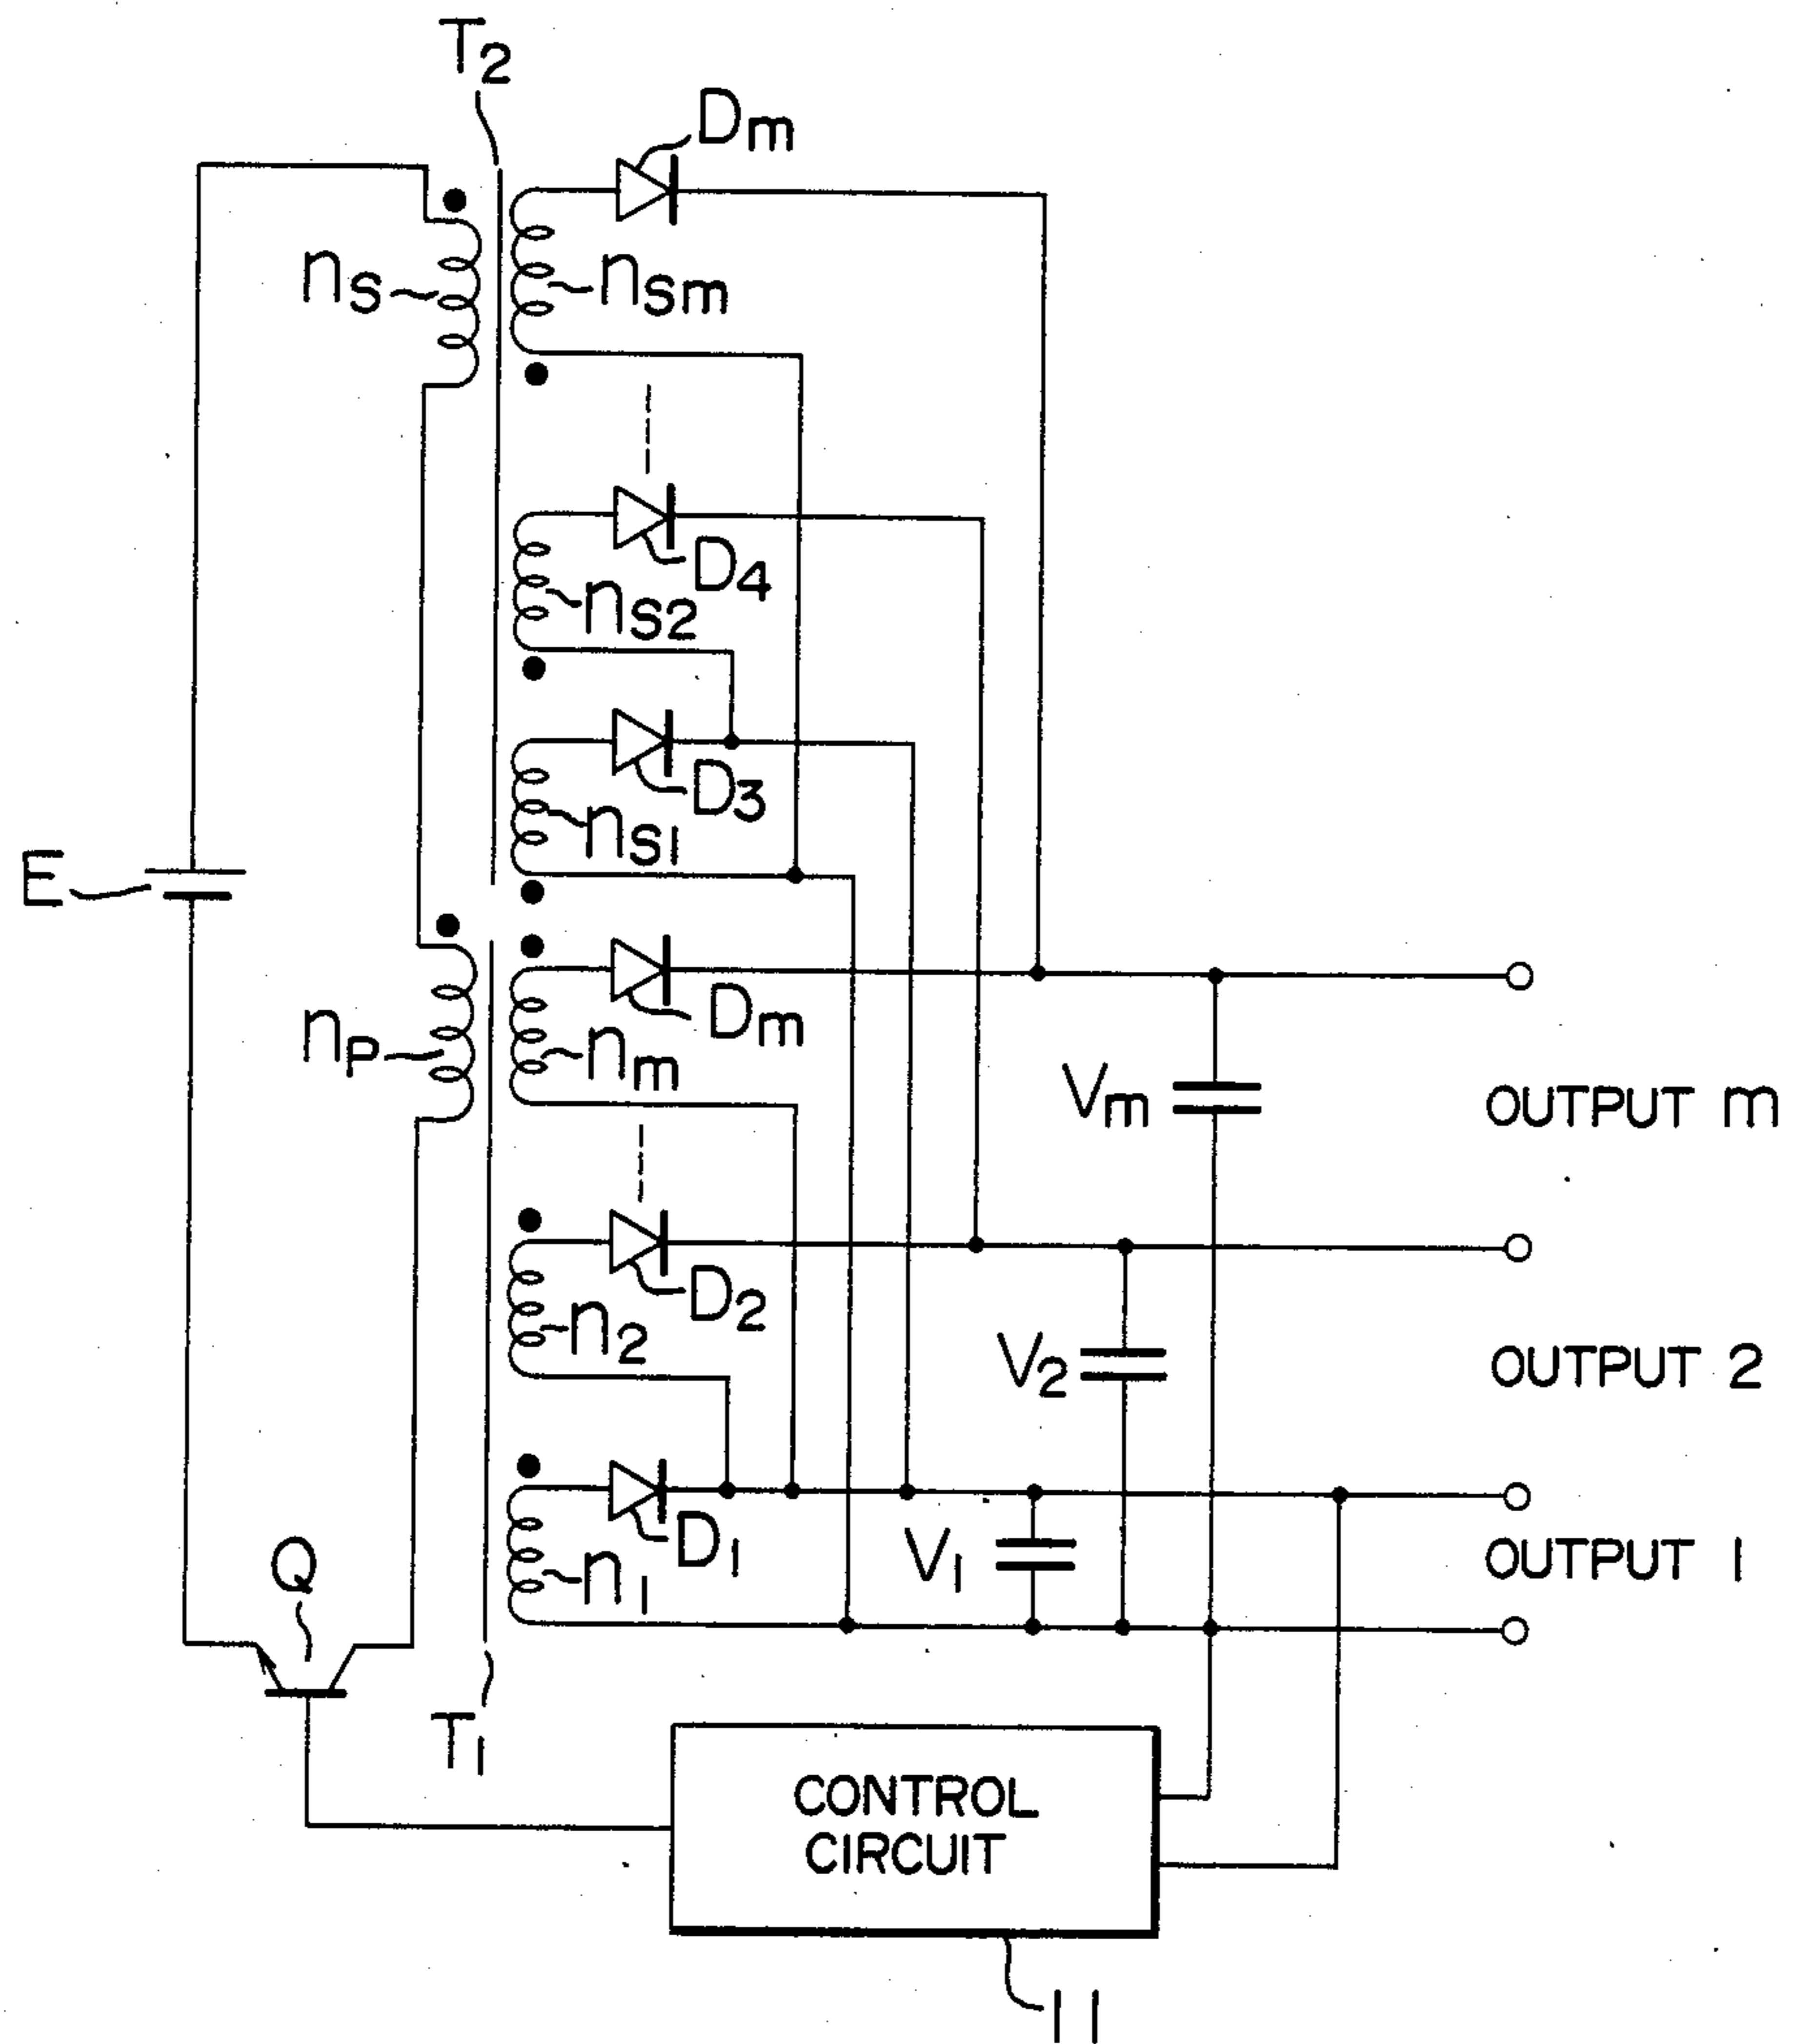 T2
Dm
nS
nSm
D4
nS2
D3
nS1
E
Dm
nP
nm
Vm
OUTPUT m
D2
n2
V2
OUTPUT 2
D1
V1
OUTPUT 1
Q
n1
T1
CONTROL
CIRCUIT
11